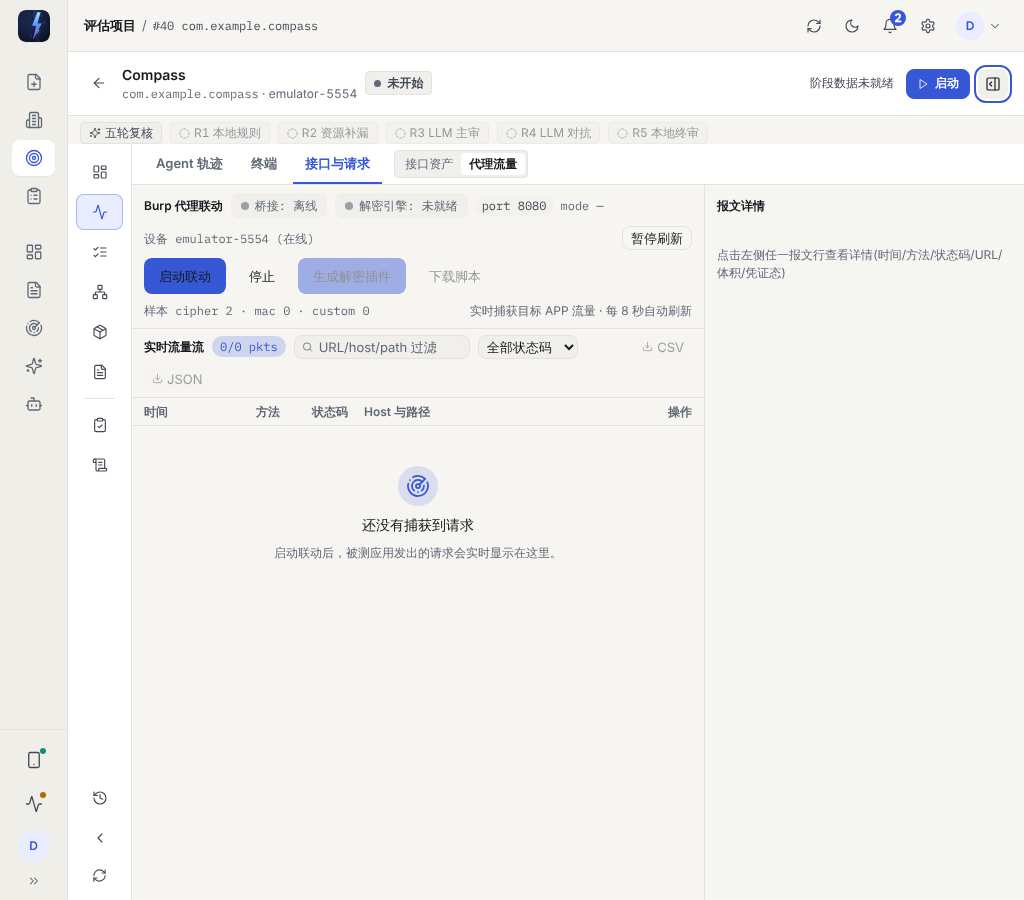 评估项目 / #40 com.example.compass
2
D
Compass
com.example.compass · emulator-5554
未开始
阶段数据未就绪
启动
五轮复核
R1 本地规则
R2 资源补漏
R3 LLM 主审
R4 LLM 对抗
R5 本地终审
Agent 轨迹
终端
接口与请求
接口资产
代理流量
Burp 代理联动
桥接: 离线
解密引擎: 未就绪
port 8080
mode —
设备 emulator-5554 (在线)
暂停刷新
启动联动
停止
生成解密插件
下载脚本
样本 cipher 2 · mac 0 · custom 0
实时捕获目标 APP 流量 · 每 8 秒自动刷新
实时流量流
0/0 pkts
URL/host/path 过滤
全部状态码
CSV
JSON
时间
方法
状态码
Host 与路径
操作
还没有捕获到请求
启动联动后，被测应用发出的请求会实时显示在这里。
报文详情
点击左侧任一报文行查看详情(时间/方法/状态码/URL/
体积/凭证态)
D